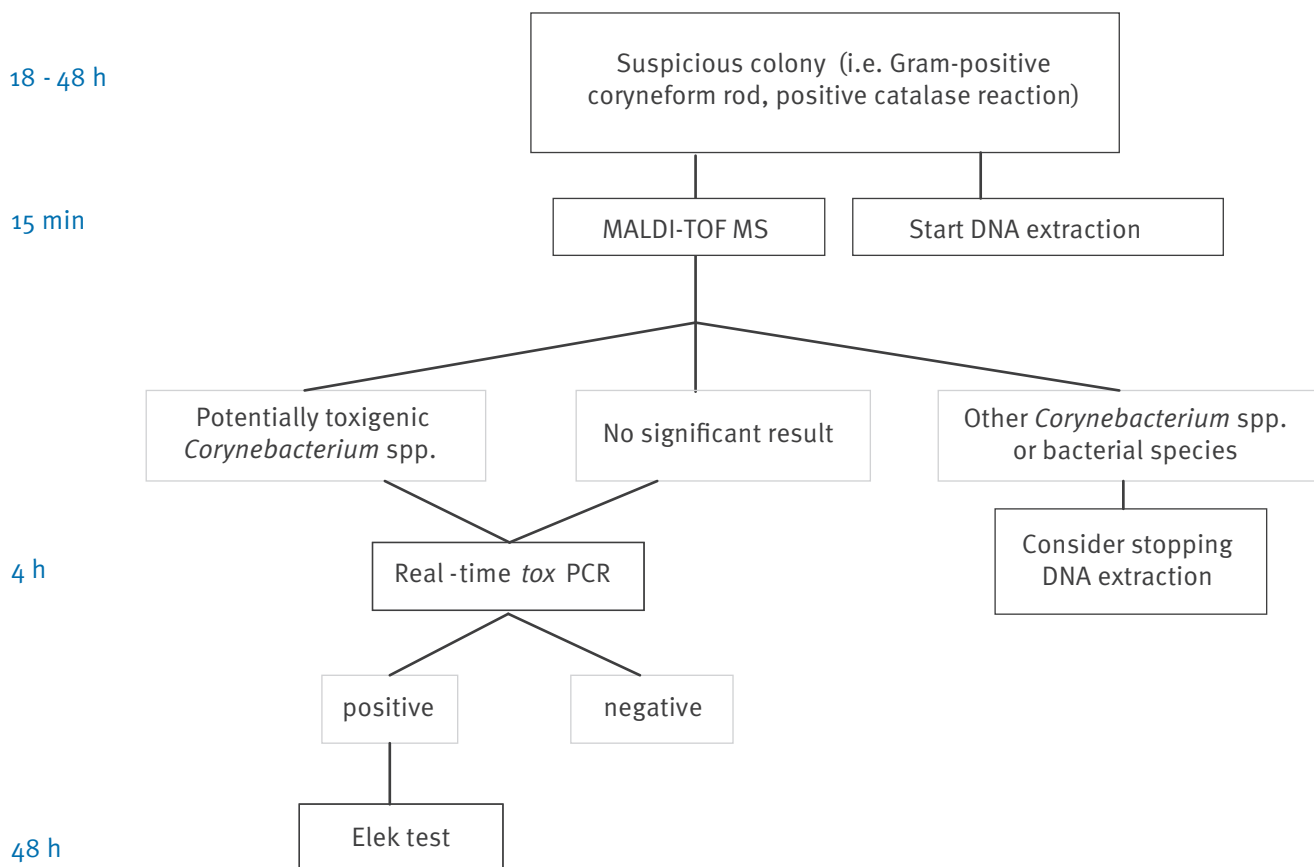 18 - 48 h
Suspicious colony (i.e. Gram-positive
coryneform rod, positive catalase reaction)
15 min
MALDI-TOF MS
Start DNA extraction
Potentially toxigenic
Corynebacterium spp.
No significant result
Other Corynebacterium spp.
or bacterial species
4 h
Real -time tox PCR
Consider stopping
DNA extraction
positive
negative
48 h
Elek test